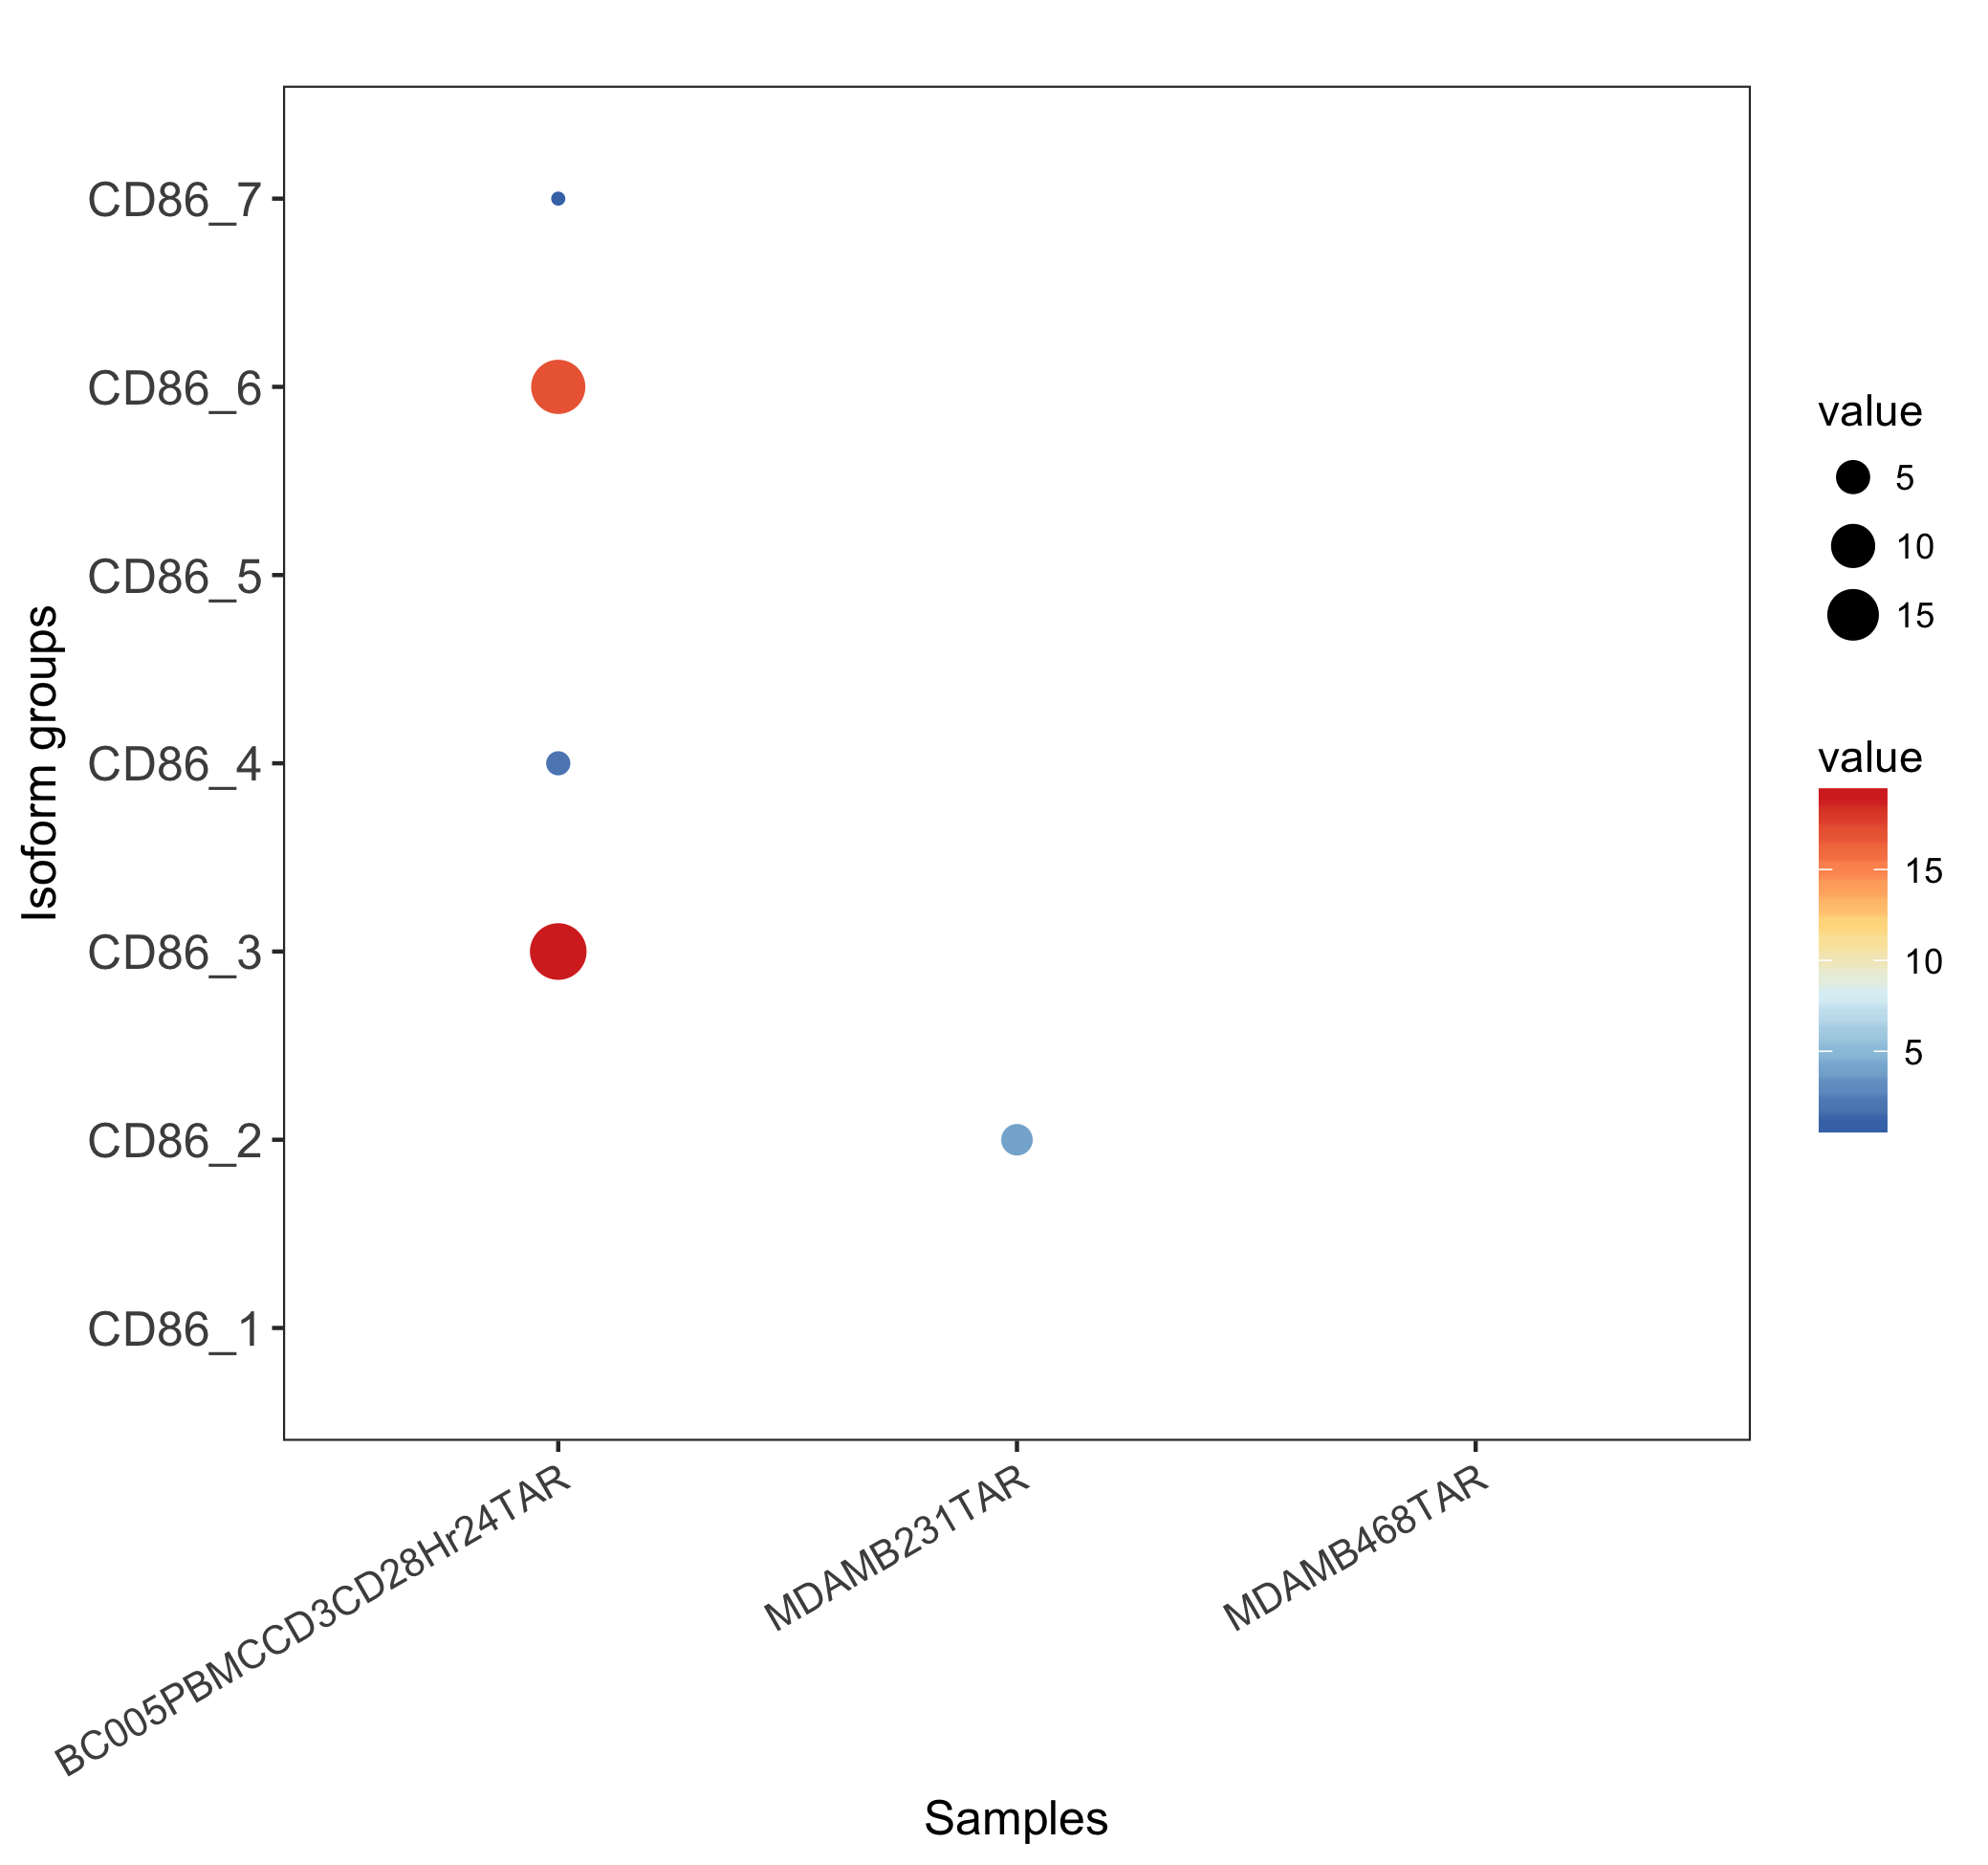 CD86_7
CD86_6
CD86_5
CD86_4
CD86_3
CD86_2
CD86_1
Isoform groups
BC005PBMCCD3CD28Hr24TAR
MDAMB231TAR
MDAMB468TAR
Samples
value
5
10
15
value
15
10
5